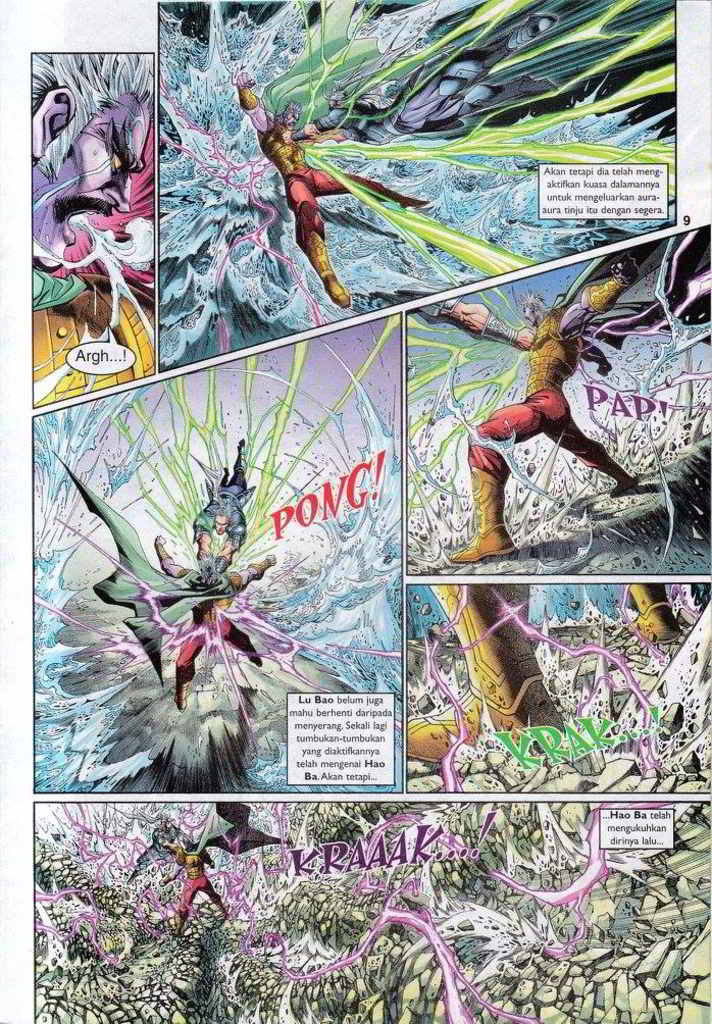 Argh...!
Akan tetapi dia telah meng-
aktifkan kuasa dalamannya
untuk mengeluarkan aura-
aura tinju itu dengan segera.
9
PONG!
Lu Bao belum juga
mahu berhenti daripada
menyerang. Sekali lagi
tumbukan-tumbukan
yang diaktifkannya
telah mengenai Hao
Ba. Akan tetapi...
PAP!
KRAK....!
KRAAAK....!
...Hao Ba telah
mengukuhkan
dirinya lalu...